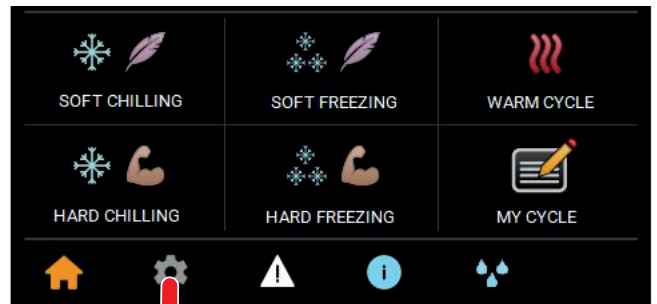 SOFT CHILLING
SOFT FREEZING
WARM CYCLE
HARD CHILLING
HARD FREEZING
MY CYCLE